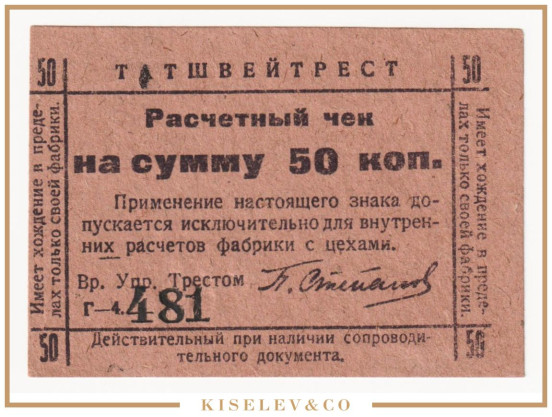 50 ТАТШВЕЙТРЕСТ 50
Имеет хождение в преде-
лах только своей фабрики.
Расчетный чек
на сумму 50 коп.
Применение настоящего знака до-
пускается исключительно для внутрен-
них расчетов фабрики с цехами.
Вр. Упр. Трестом П. Степанов
Г—4. 481
Имеет хождение в преде-
лах только своей фабрики.
50 Действительный при наличии сопроводи- 50
тельного документа.
KISELEV&CO